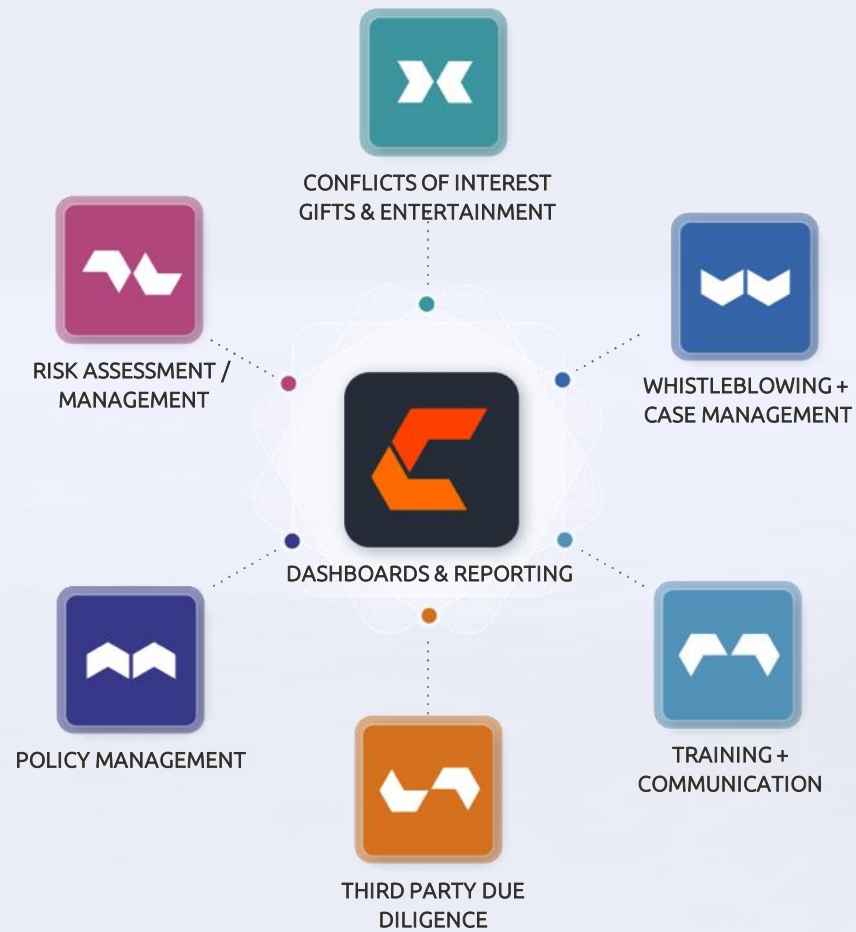 CONFLICTS OF INTEREST
GIFTS & ENTERTAINMENT
RISK ASSESSMENT /
MANAGEMENT
WHISTLEBLOWING +
CASE MANAGEMENT
DASHBOARDS & REPORTING
POLICY MANAGEMENT
TRAINING +
COMMUNICATION
THIRD PARTY DUE
DILIGENCE